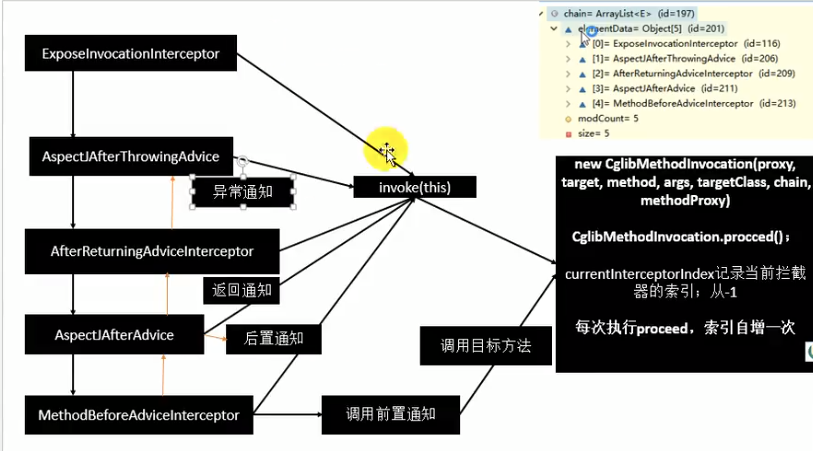 chain= ArrayList<E> (id=197)
elementData= Object[5] (id=201)
[0]= ExposeInvocationInterceptor (id=116)
[1]= AspectJAfterThrowingAdvice (id=206)
[2]= AfterReturningAdviceInterceptor (id=209)
[3]= AspectJAfterAdvice (id=211)
[4]= MethodBeforeAdviceInterceptor (id=213)
modCount= 5
size= 5
ExposeInvocationInterceptor
AspectJAfterThrowingAdvice
异常通知
invoke(this)
AfterReturningAdviceInterceptor
返回通知
AspectJAfterAdvice
后置通知
MethodBeforeAdviceInterceptor
调用前置通知
调用目标方法
new CglibMethodInvocation(proxy,
target, method, args, targetClass, chain,
methodProxy)
CglibMethodInvocation.procced();
currentInterceptorIndex记录当前拦截
器的索引；从-1
每次执行proceed，索引自增一次